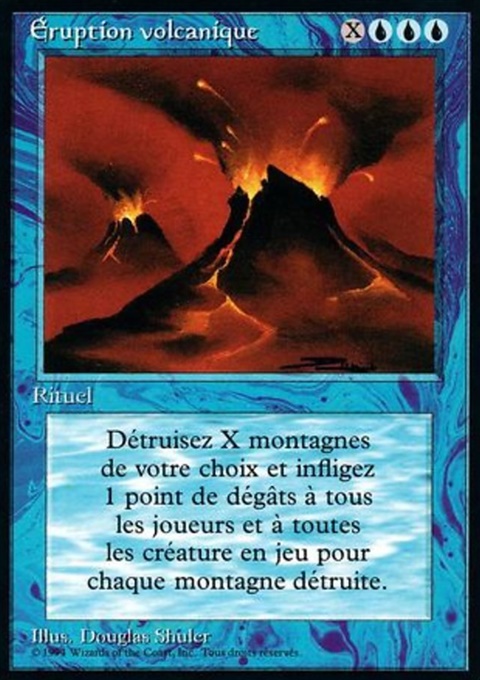 Éruption volcanique X
Rituel
Détruisez X montagnes
de votre choix et infligez
1 point de dégâts à tous
les joueurs et à toutes
les créature en jeu pour
chaque montagne détruite.
Illus. Douglas Shuler
© 1994 Wizards of the Coast, Inc. Tous droits réservés.